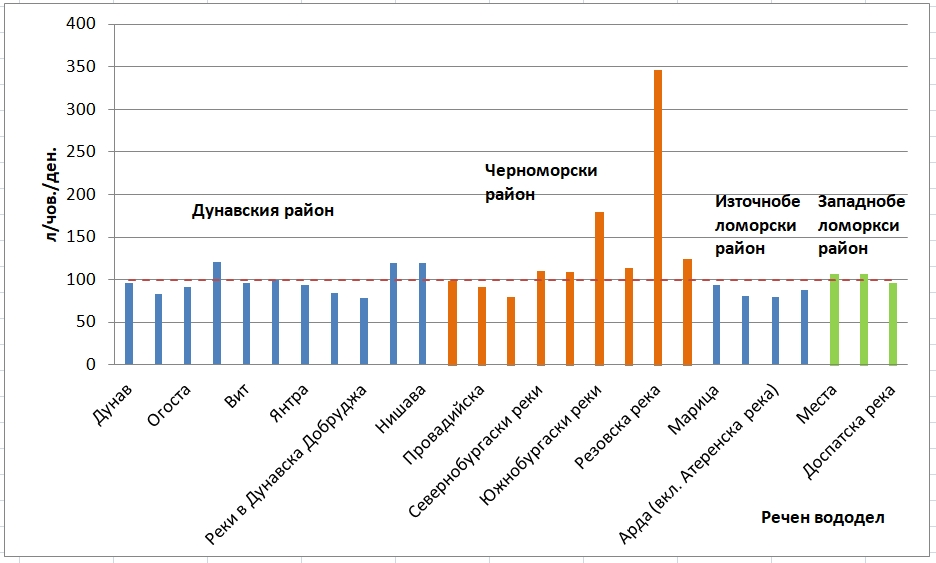 400
350
300
250
200
150
100
50
0
л/чов./ден.
Дунавския район
Черноморски
район
Източнобе
ломорски
район
Западнобе
ломоркси
район
Дунав
Огоста
Вит
Янтра
Реки в Дунавска Добруджа
Нишава
Провадийска
Севернобургаски реки
Южнобургаски реки
Резовска река
Марица
Арда (вкл. Атеренска река)
Места
Доспатска река
Речен вододел